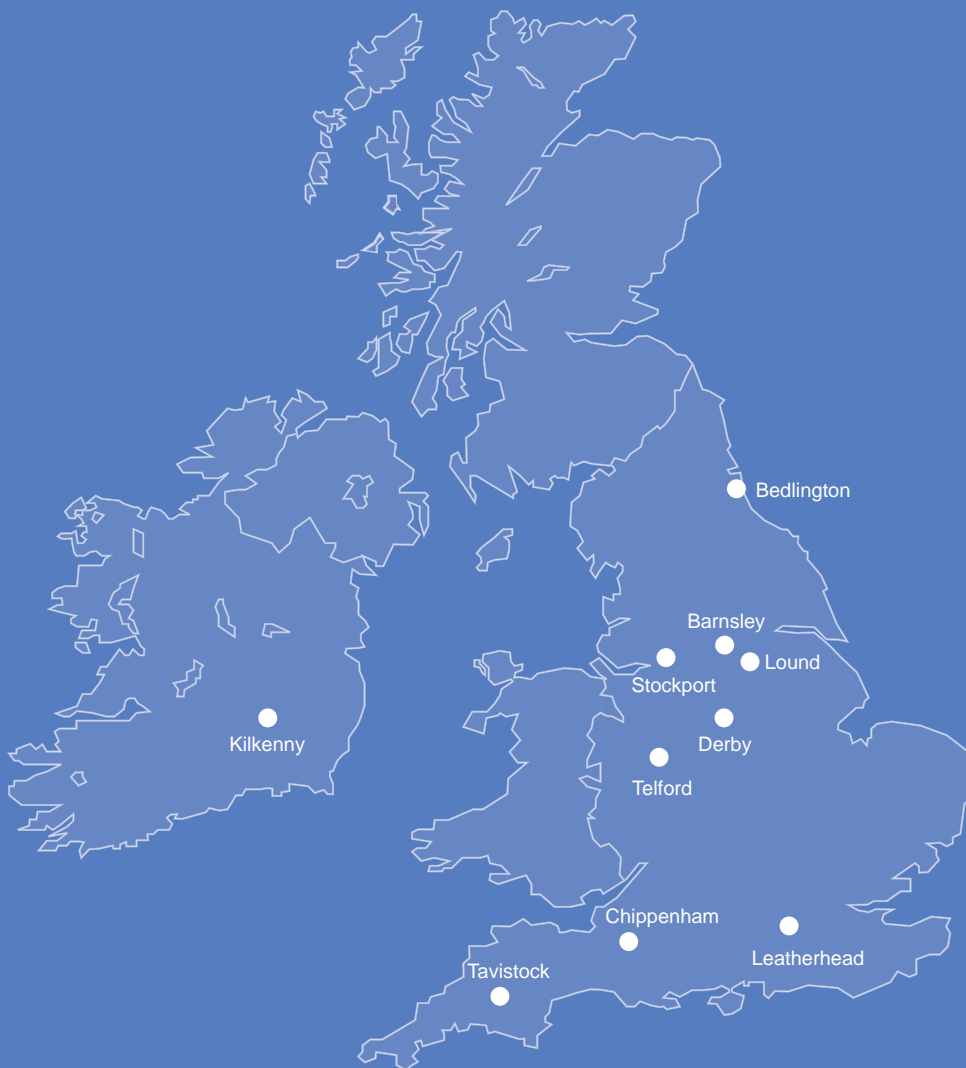 Bedlington
Barnsley
Lound
Stockport
Kilkenny
Derby
Telford
Chippenham
Leatherhead
Tavistock